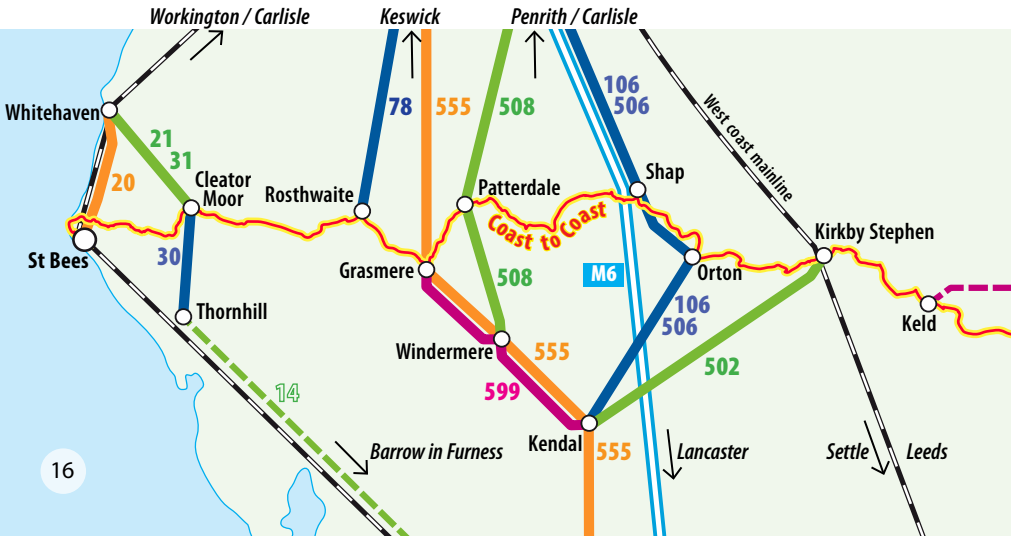 Workington / Carlisle
Keswick
Penrith / Carlisle
Whitehaven
21
31
20
Cleator
Moor
78
555
508
106
506
West coast mainline
Rosthwaite
Patterdale
Shap
Coast to Coast
Kirkby Stephen
St Bees
30
Grasmere
508
M6
Orton
Thornhill
106
506
Keld
Windermere
555
502
599
14
Kendal
555
Barrow in Furness
Lancaster
Settle
Leeds
16